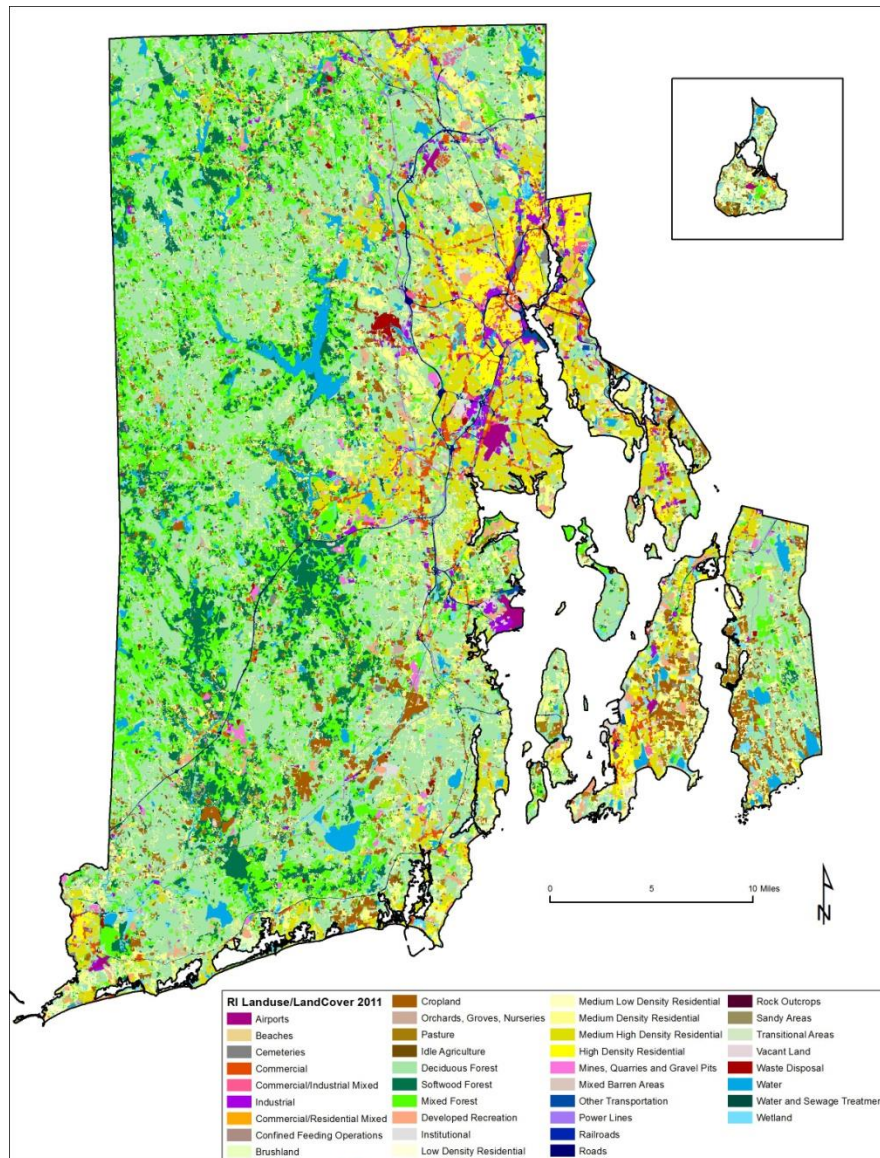 0 5 10 Miles
N
RI Landuse/LandCover 2011
Airports
Beaches
Cemeteries
Commercial
Commercial/Industrial Mixed
Industrial
Commercial/Residential Mixed
Confined Feeding Operations
Brushland
Cropland
Orchards, Groves, Nurseries
Pasture
Idle Agriculture
Deciduous Forest
Softwood Forest
Mixed Forest
Developed Recreation
Institutional
Low Density Residential
Medium Low Density Residential
Medium Density Residential
Medium High Density Residential
High Density Residential
Mines, Quarries and Gravel Pits
Mixed Barren Areas
Other Transportation
Power Lines
Railroads
Roads
Rock Outcrops
Sandy Areas
Transitional Areas
Vacant Land
Waste Disposal
Water
Water and Sewage Treatmen
Wetland